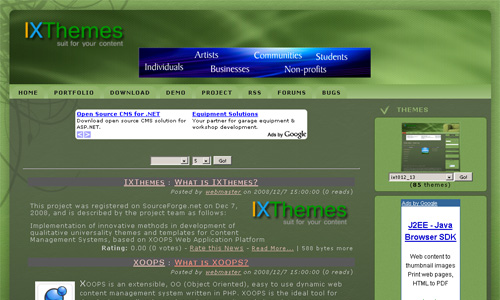 IXThemes
suit for your content
Individuals Artists Businesses Communities Non-profits Students
HOME PORTFOLIO DOWNLOAD DEMO PROJECT RSS FORUMS BUGS
Open Source CMS for .NET
Download open source CMS solution for ASP.NET.
Equipment Solutions
Your partner for garage equipment & workshop development.
Ads by Google
THEMES
$ Go!
ixt012_13 Go!
(85 themes)
IXThemes : What is IXThemes?
Posted by webmaster on 2008/12/7 15:00:00 (0 reads)
This project was registered on SourceForge.net on Dec 7, 2008, and is described by the project team as follows:
IXThemes
suit for your content
Implementation of innovative methods in development of qualitative unversality themes and templates for Content Management Systems, based on XOOPS Web Application Platform
Rating: 0.00 (0 votes) - Rate this News - Read More... | 588 bytes more
XOOPS : What is XOOPS?
Posted by webmaster on 2008/12/7 15:00:00 (0 reads)
XOOPS is an extensible, OO (Object Oriented), easy to use dynamic web content management system written in PHP. XOOPS is the ideal tool for
Ads by Google
J2EE - Java Browser SDK
Web content to thumbnail images Print web pages, HTML to PDF